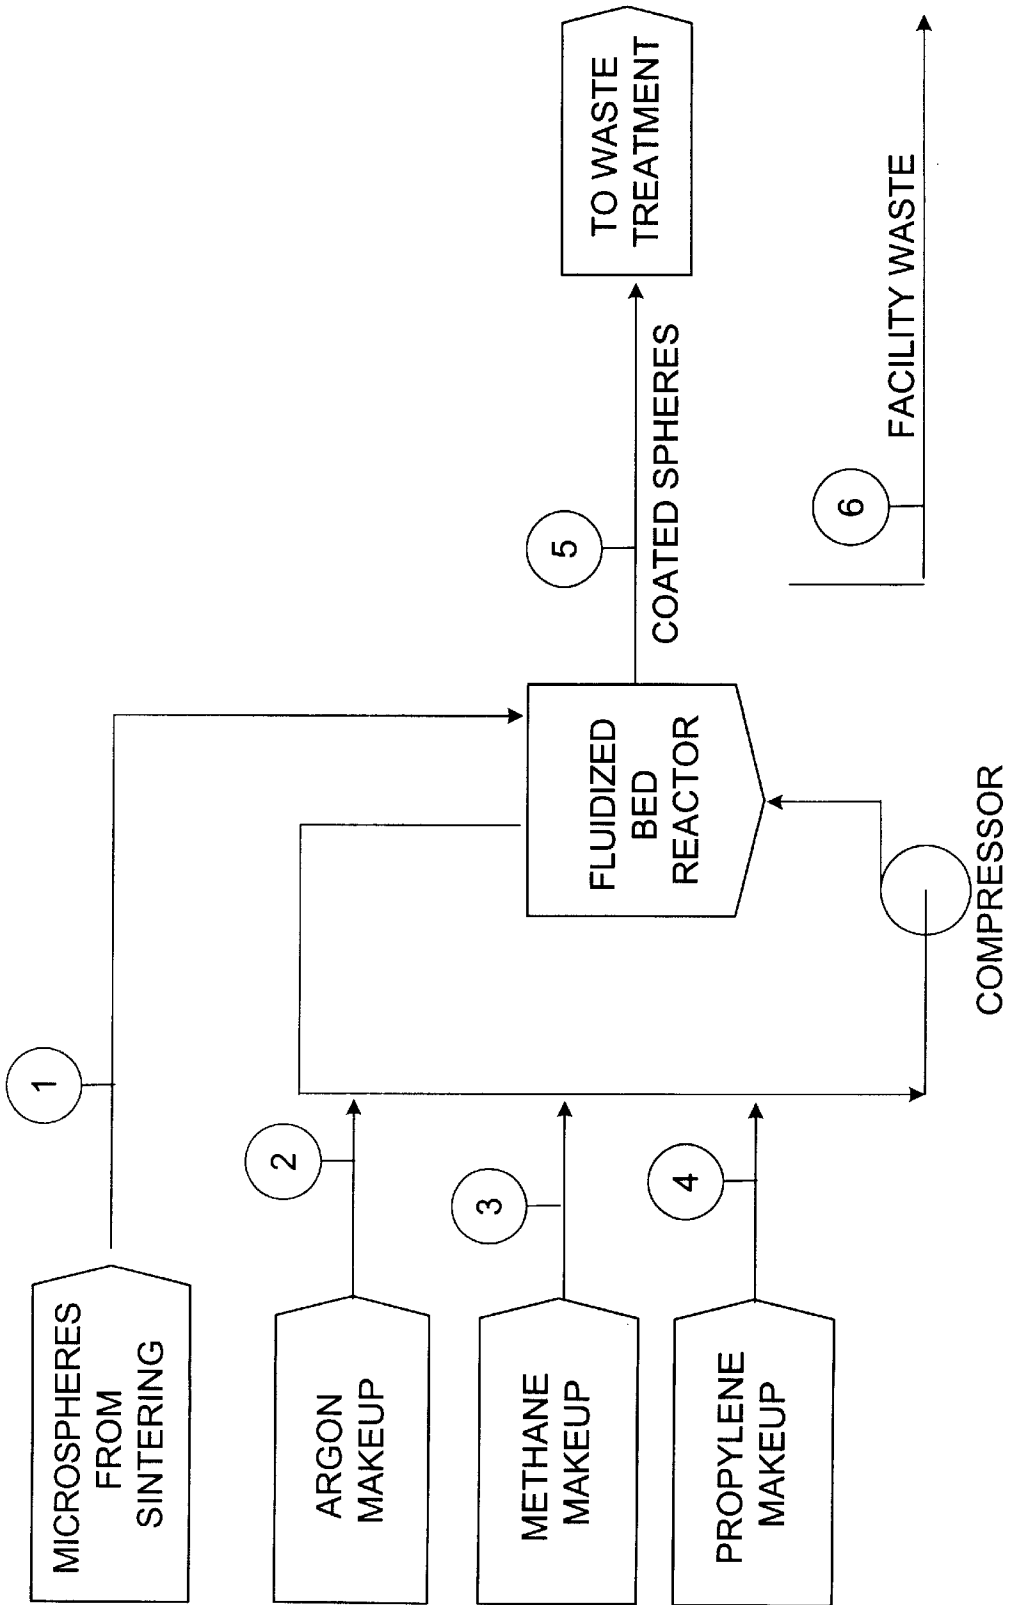 MICROSPHERES
FROM
SINTERING
1
ARGON
MAKEUP
2
METHANE
MAKEUP
3
PROPYLENE
MAKEUP
4
FLUIDIZED
BED
REACTOR
COMPRESSOR
5
COATED SPHERES
TO WASTE
TREATMENT
6
FACILITY WASTE